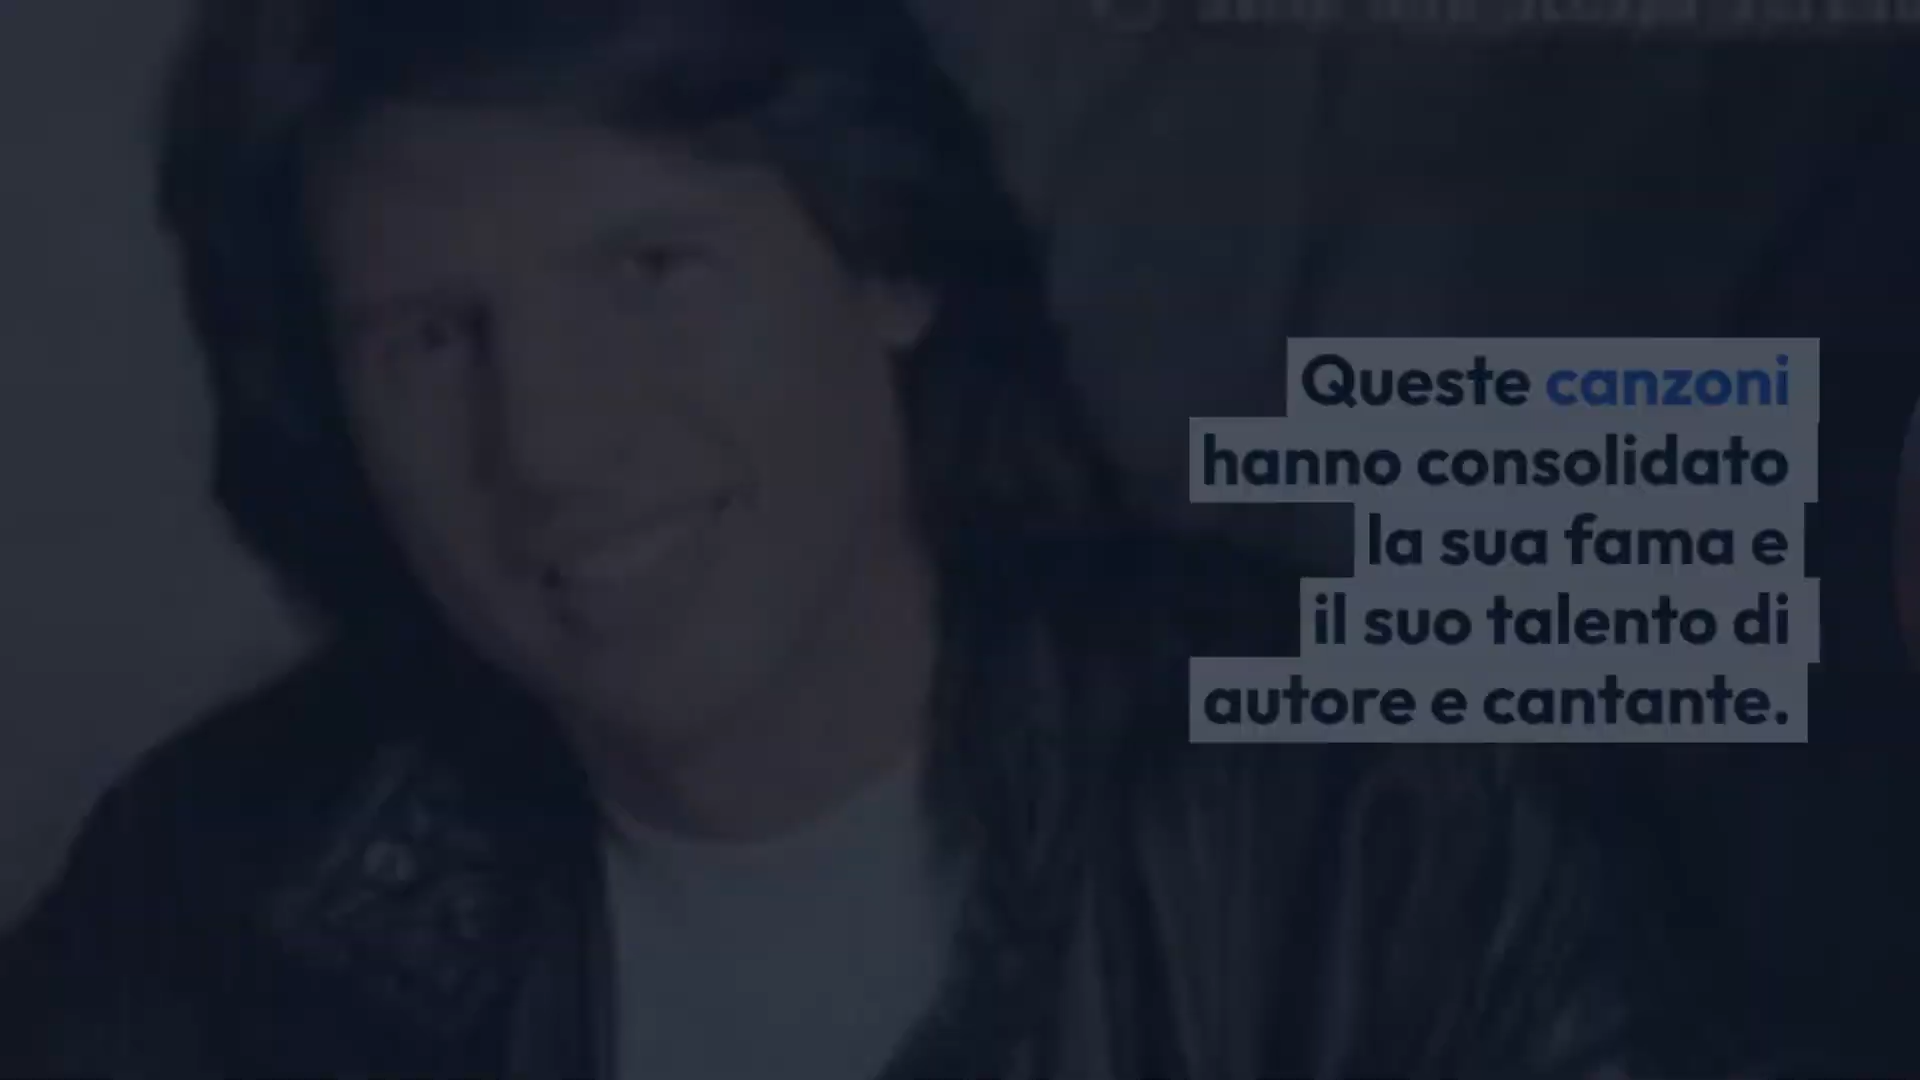 Queste canzoni
hanno consolidato
la sua fama e
il suo talento di
autore e cantante.